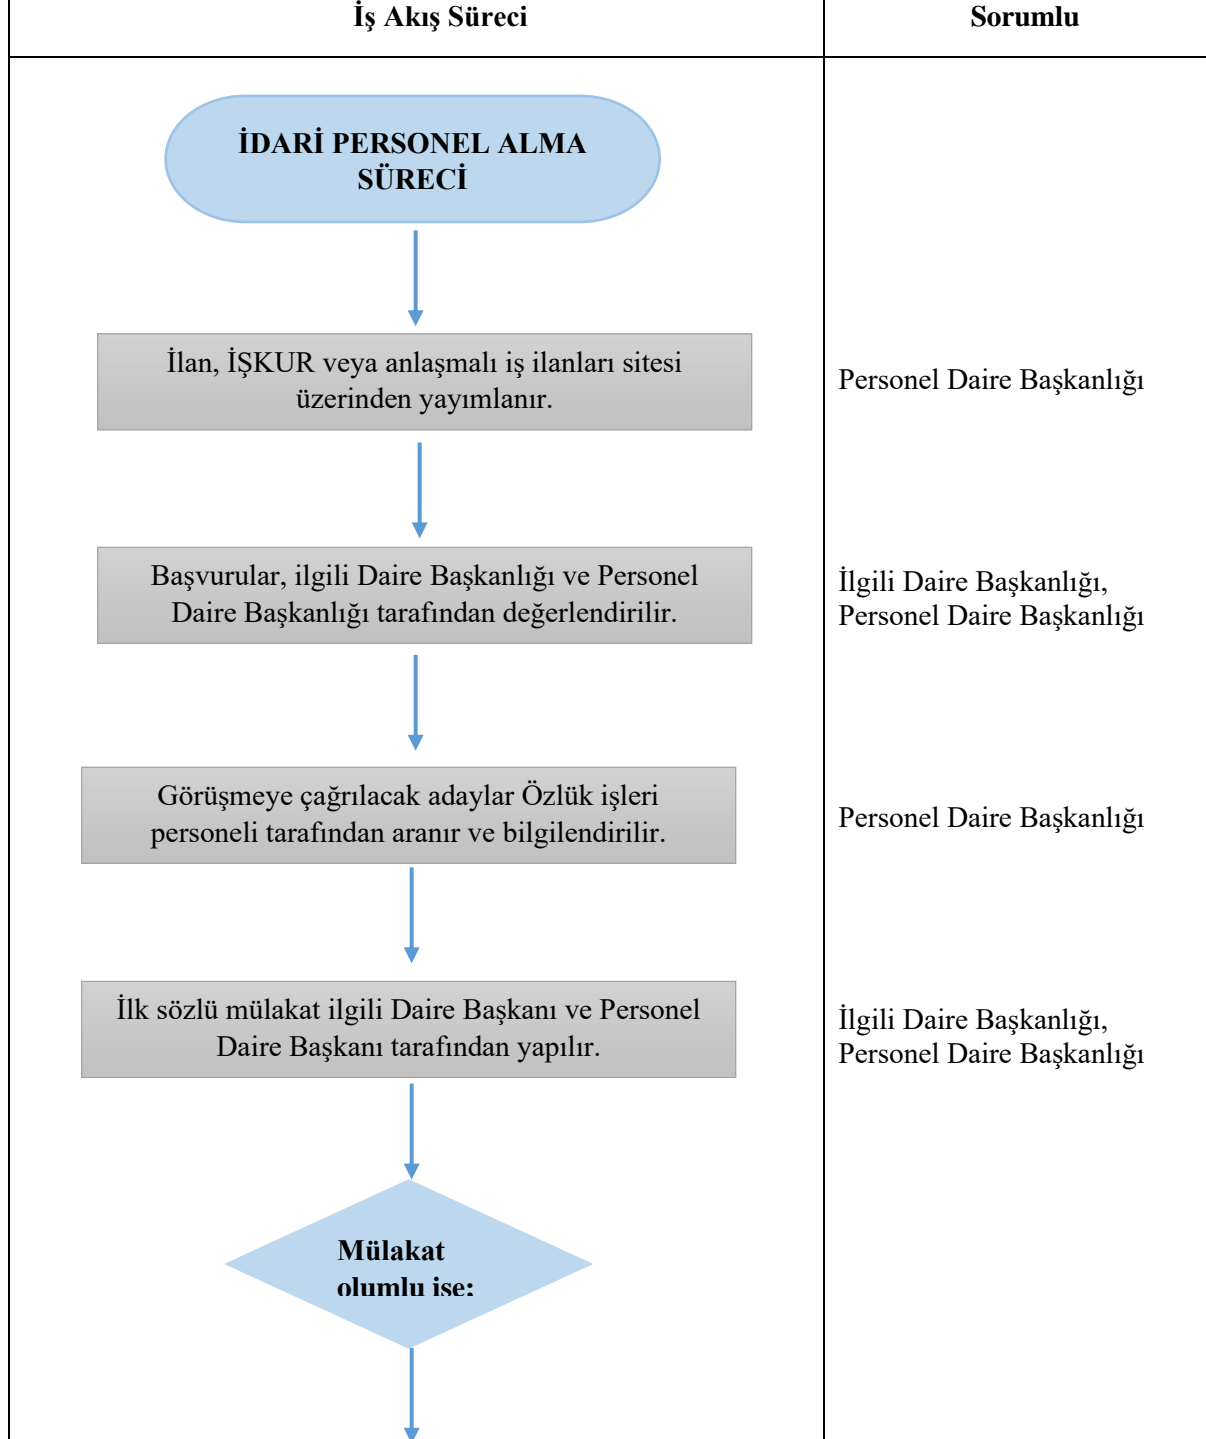 İş Akış Süreci
Sorumlu
İDARİ PERSONEL ALMA
SÜRECİ
İlan, İŞKUR veya anlaşmalı iş ilanları sitesi
üzerinden yayımlanır.
Personel Daire Başkanlığı
Başvurular, ilgili Daire Başkanlığı ve Personel
Daire Başkanlığı tarafından değerlendirilir.
İlgili Daire Başkanlığı,
Personel Daire Başkanlığı
Görüşmeye çağrılacak adaylar Özlük işleri
personeli tarafından aranır ve bilgilendirilir.
Personel Daire Başkanlığı
İlk sözlü mülakat ilgili Daire Başkanı ve Personel
Daire Başkanı tarafından yapılır.
İlgili Daire Başkanlığı,
Personel Daire Başkanlığı
Mülakat
olumlu ise;